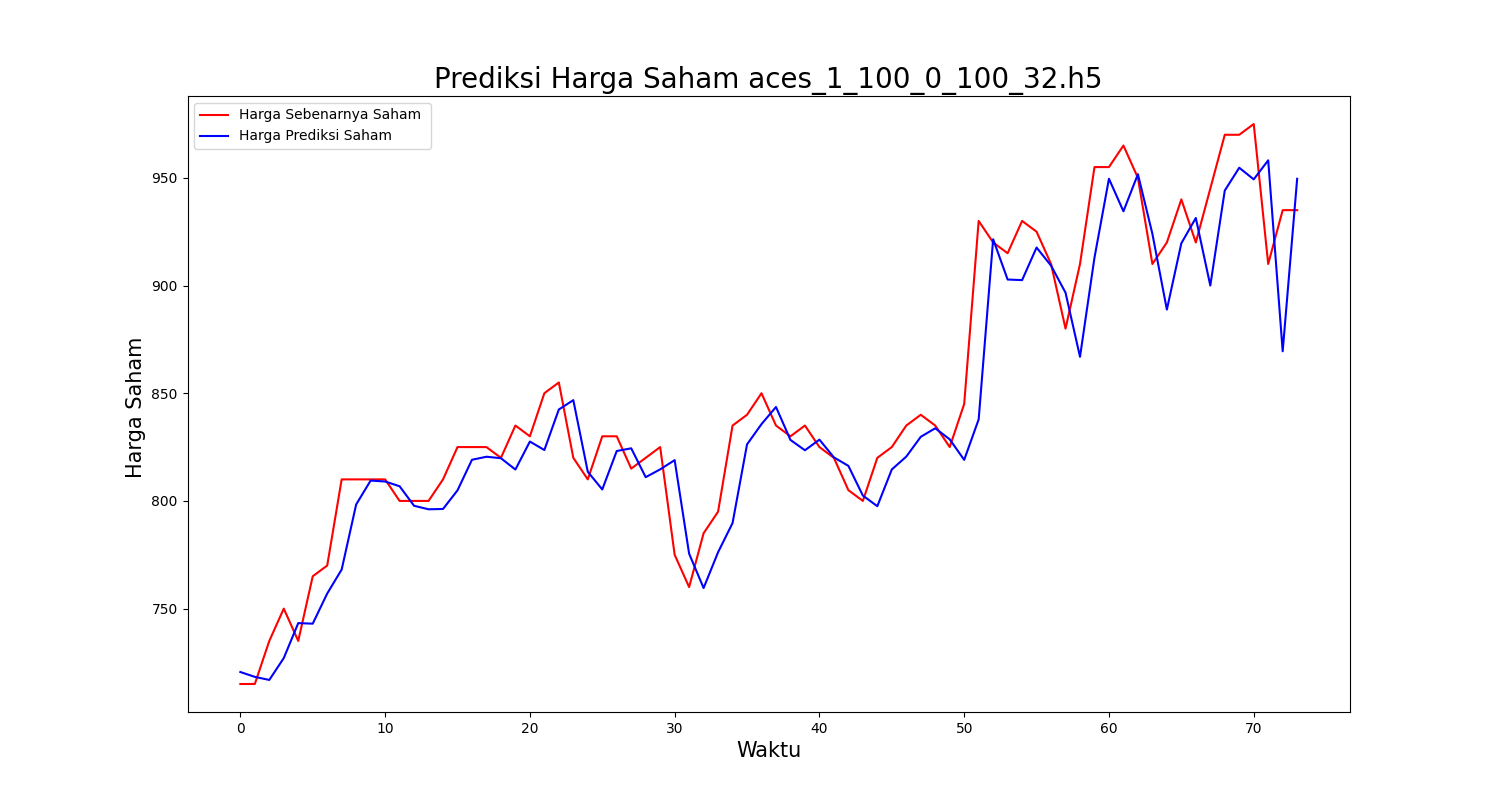 Prediksi Harga Saham aces_1_100_0_100_32.h5
Harga Sebenarnya Saham
Harga Prediksi Saham
Harga Saham
950
900
850
800
750
0 10 20 30 40 50 60 70
Waktu